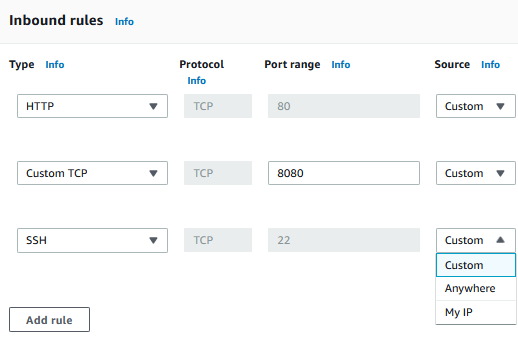 Inbound rules Info
Type Info Protocol Port range Info Source Info
Info
HTTP TCP 80 Custom
Custom TCP TCP 8080 Custom
SSH TCP 22 Custom
Custom
Anywhere
My IP
Add rule